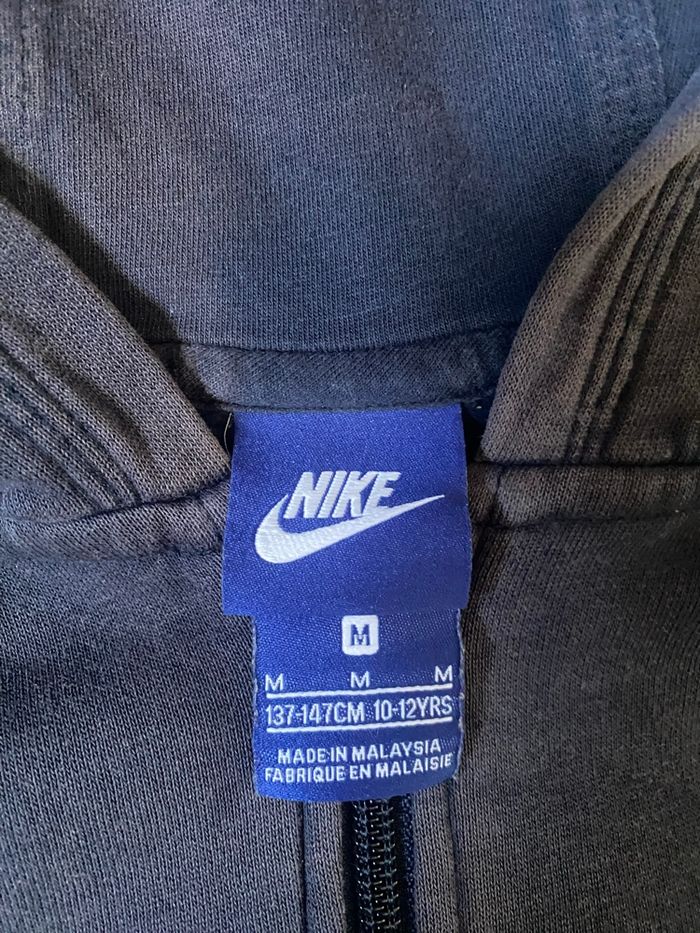 NIKE
M
M M M
137-147CM 10-12YRS
MADE IN MALAYSIA
FABRIQUE EN MALAISIE